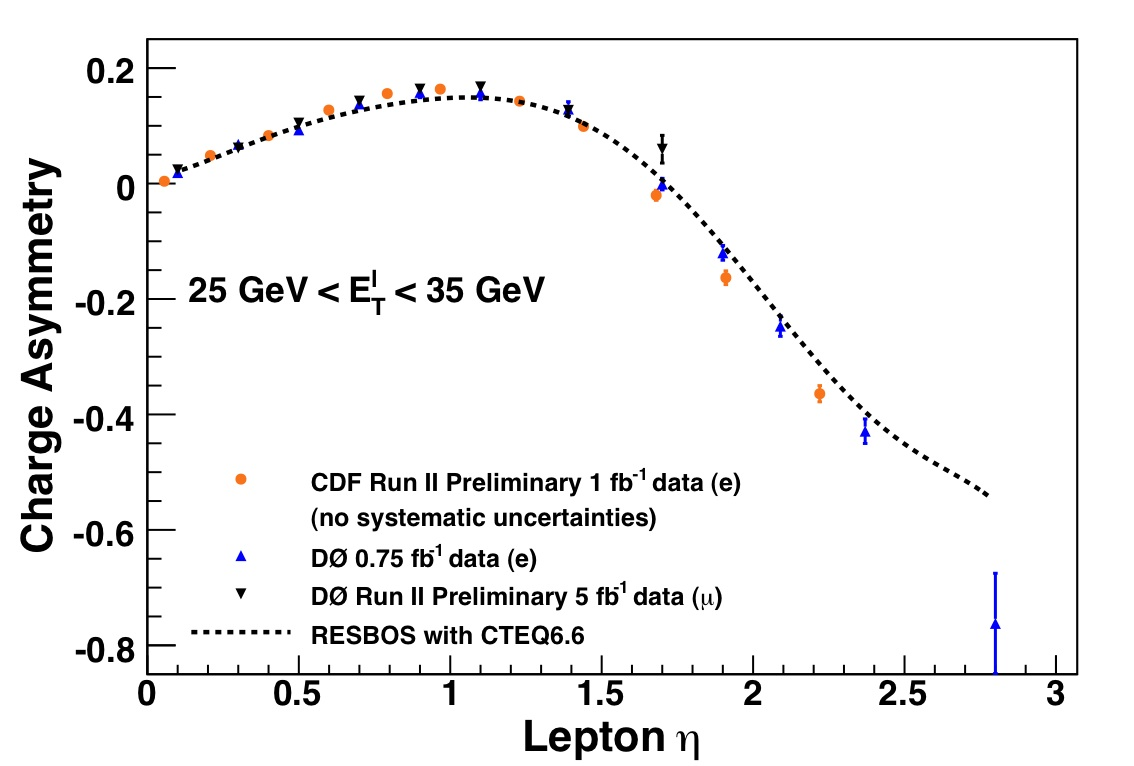 0.2
0
-0.2
-0.4
-0.6
-0.8
Charge Asymmetry
25 GeV < E_T^l < 35 GeV
CDF Run II Preliminary 1 fb^-1 data (e)
(no systematic uncertainties)
DØ 0.75 fb^-1 data (e)
DØ Run II Preliminary 5 fb^-1 data (μ)
RESBOS with CTEQ6.6
0 0.5 1 1.5 2 2.5 3
Lepton η